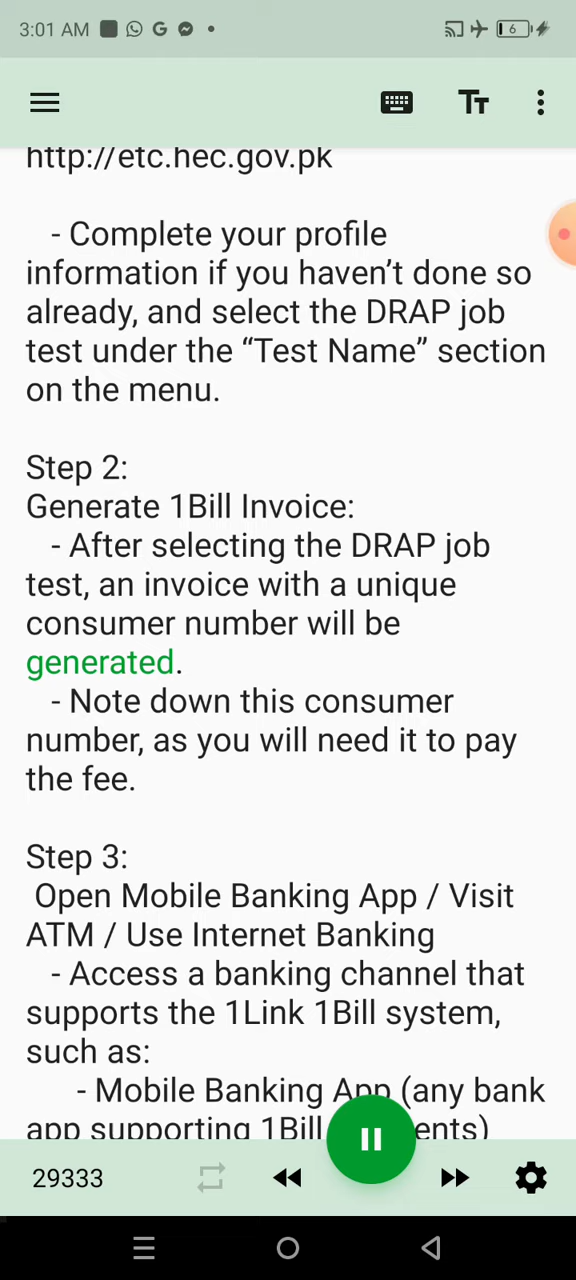 3:01 AM
6
http://etc.hec.gov.pk
- Complete your profile
information if you haven’t done so
already, and select the DRAP job
test under the “Test Name” section
on the menu.
Step 2:
Generate 1Bill Invoice:
- After selecting the DRAP job
test, an invoice with a unique
consumer number will be
generated.
- Note down this consumer
number, as you will need it to pay
the fee.
Step 3:
Open Mobile Banking App / Visit
ATM / Use Internet Banking
- Access a banking channel that
supports the 1Link 1Bill system,
such as:
- Mobile Banking App (any bank
app supporting 1Bill
29333